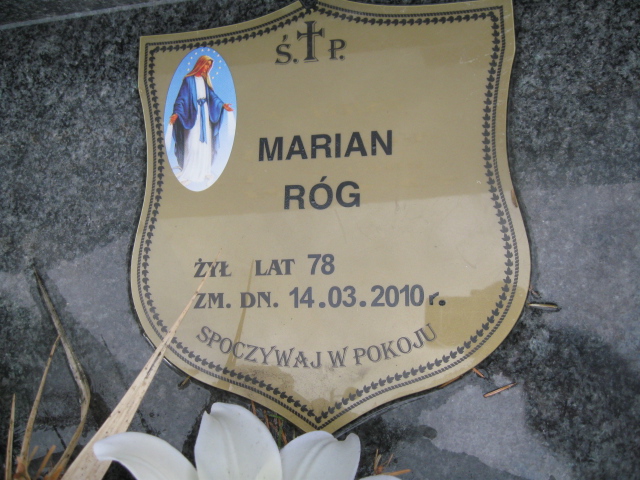 Ś.†P.
MARIAN
RÓG
ŻYŁ LAT 78
ZM. DN. 14.03.2010 r.
SPOCZYWAJ W POKOJU